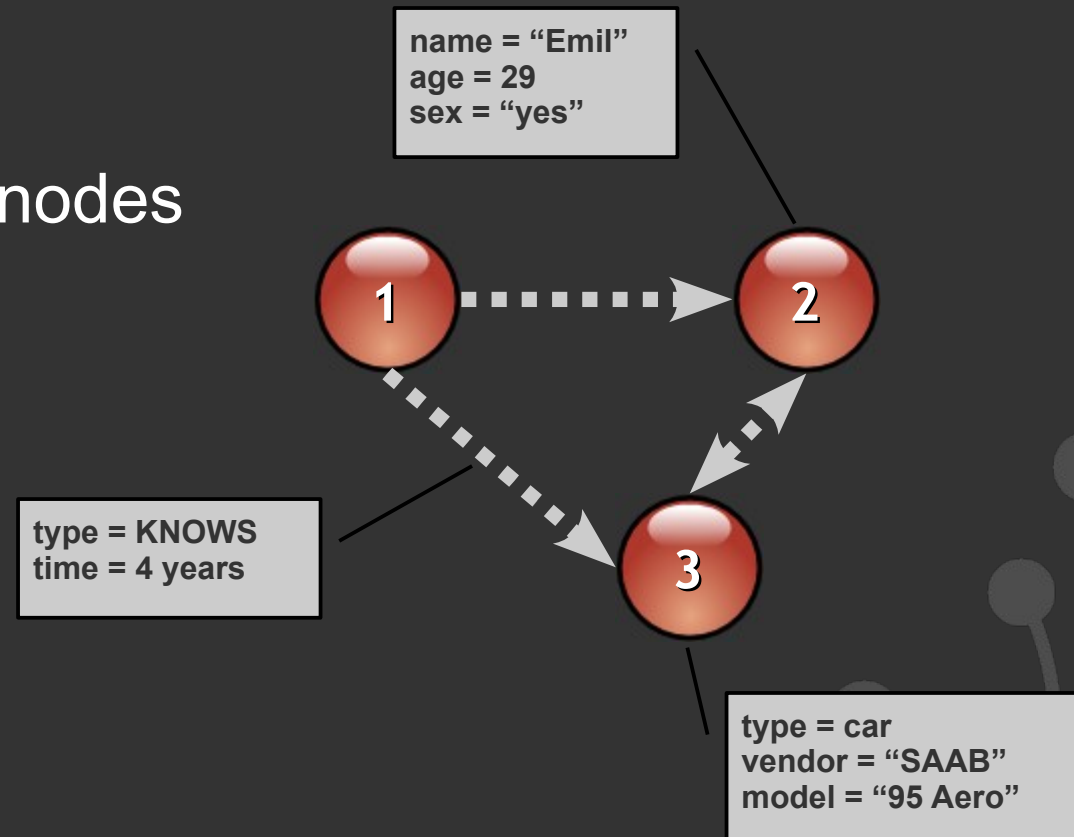 name = “Emil”
age = 29
sex = “yes”
nodes
1
2
type = KNOWS
time = 4 years
3
type = car
vendor = “SAAB”
model = “95 Aero”